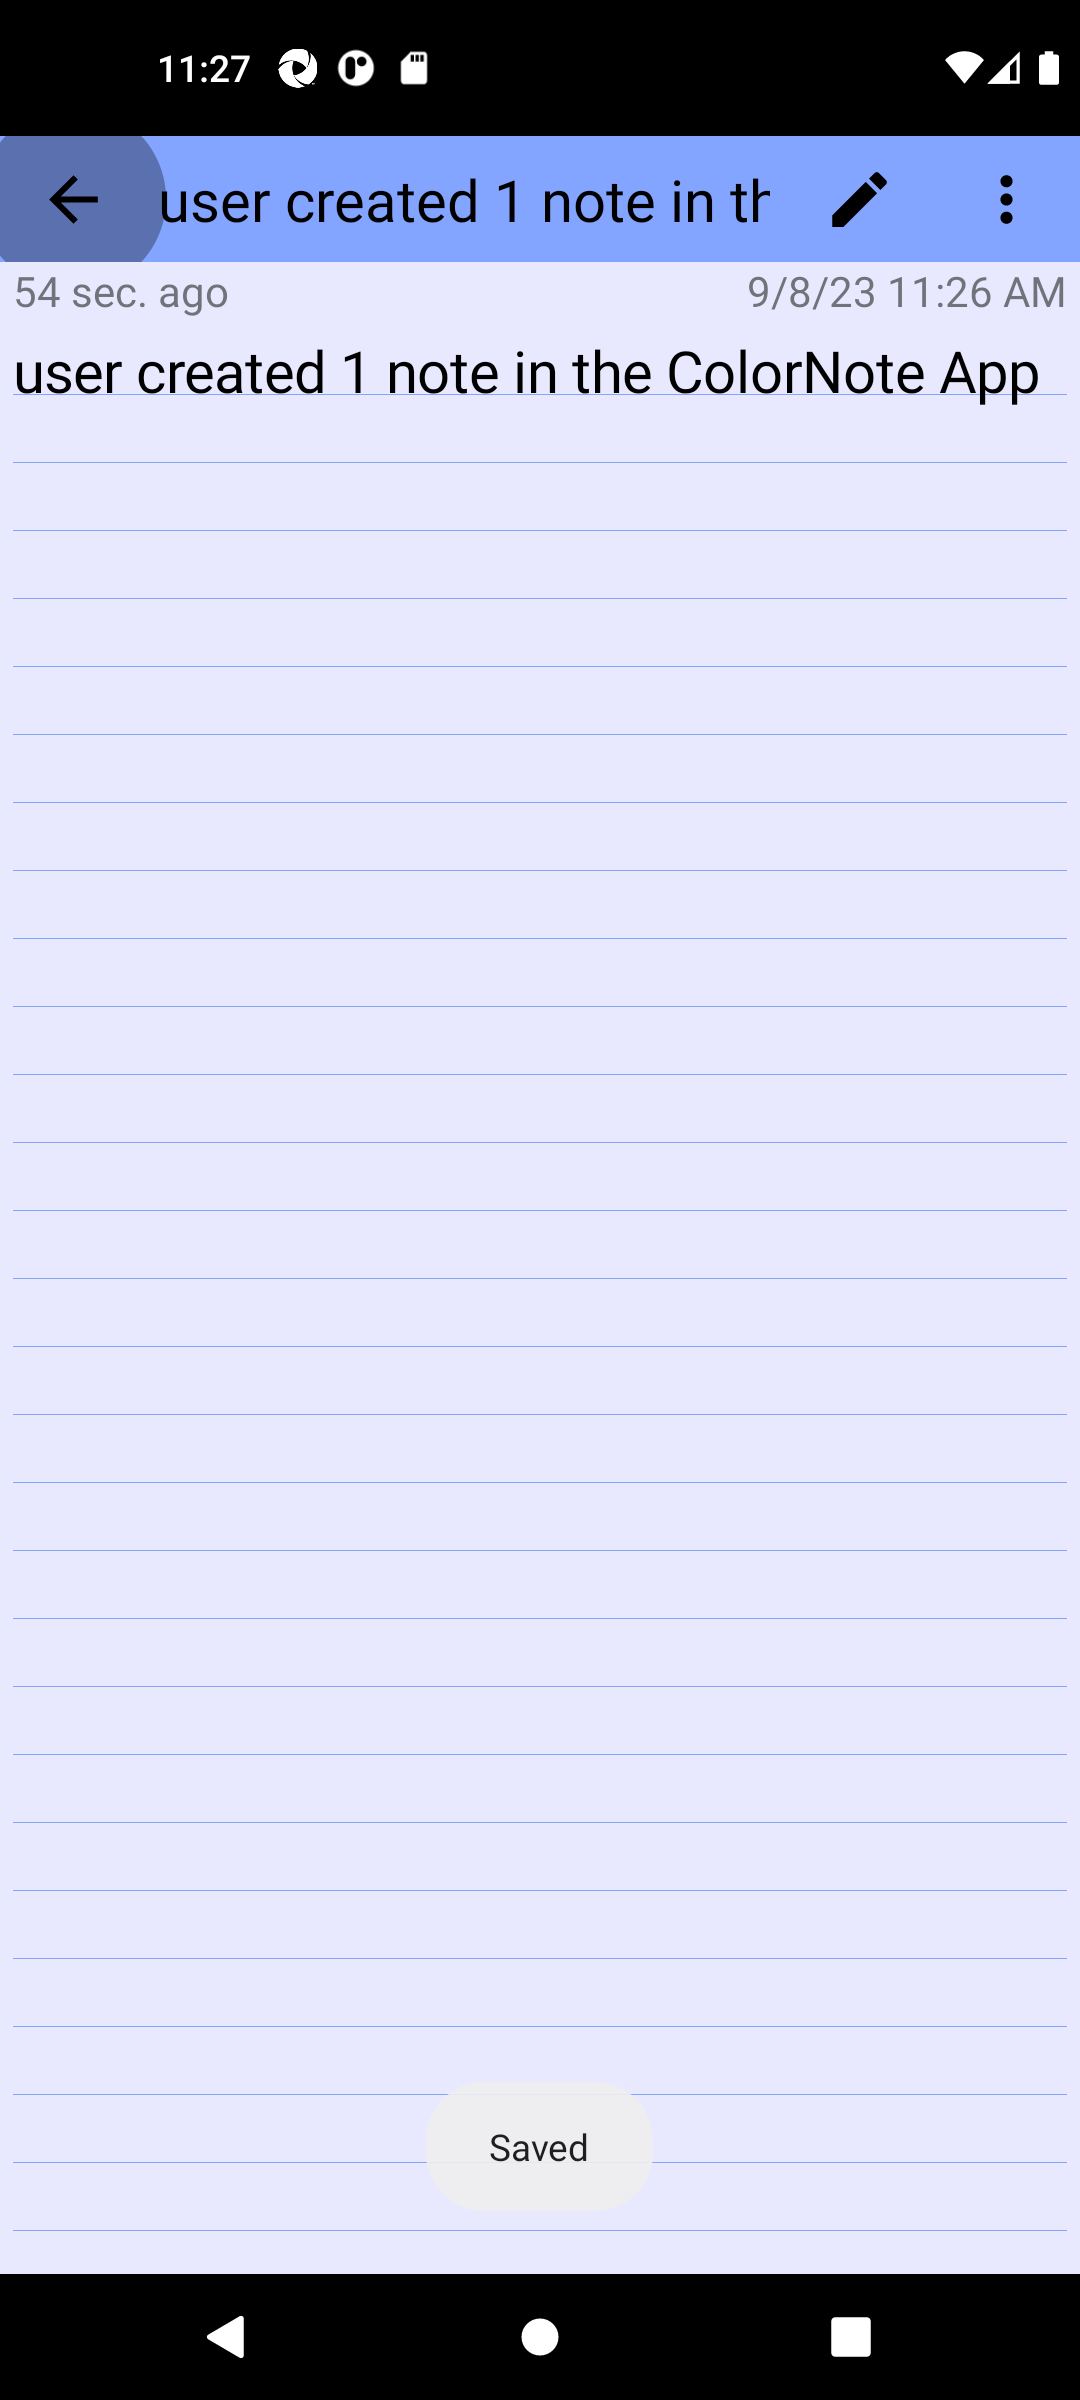 11:27
user created 1 note in th
54 sec. ago
9/8/23 11:26 AM
user created 1 note in the ColorNote App
Saved